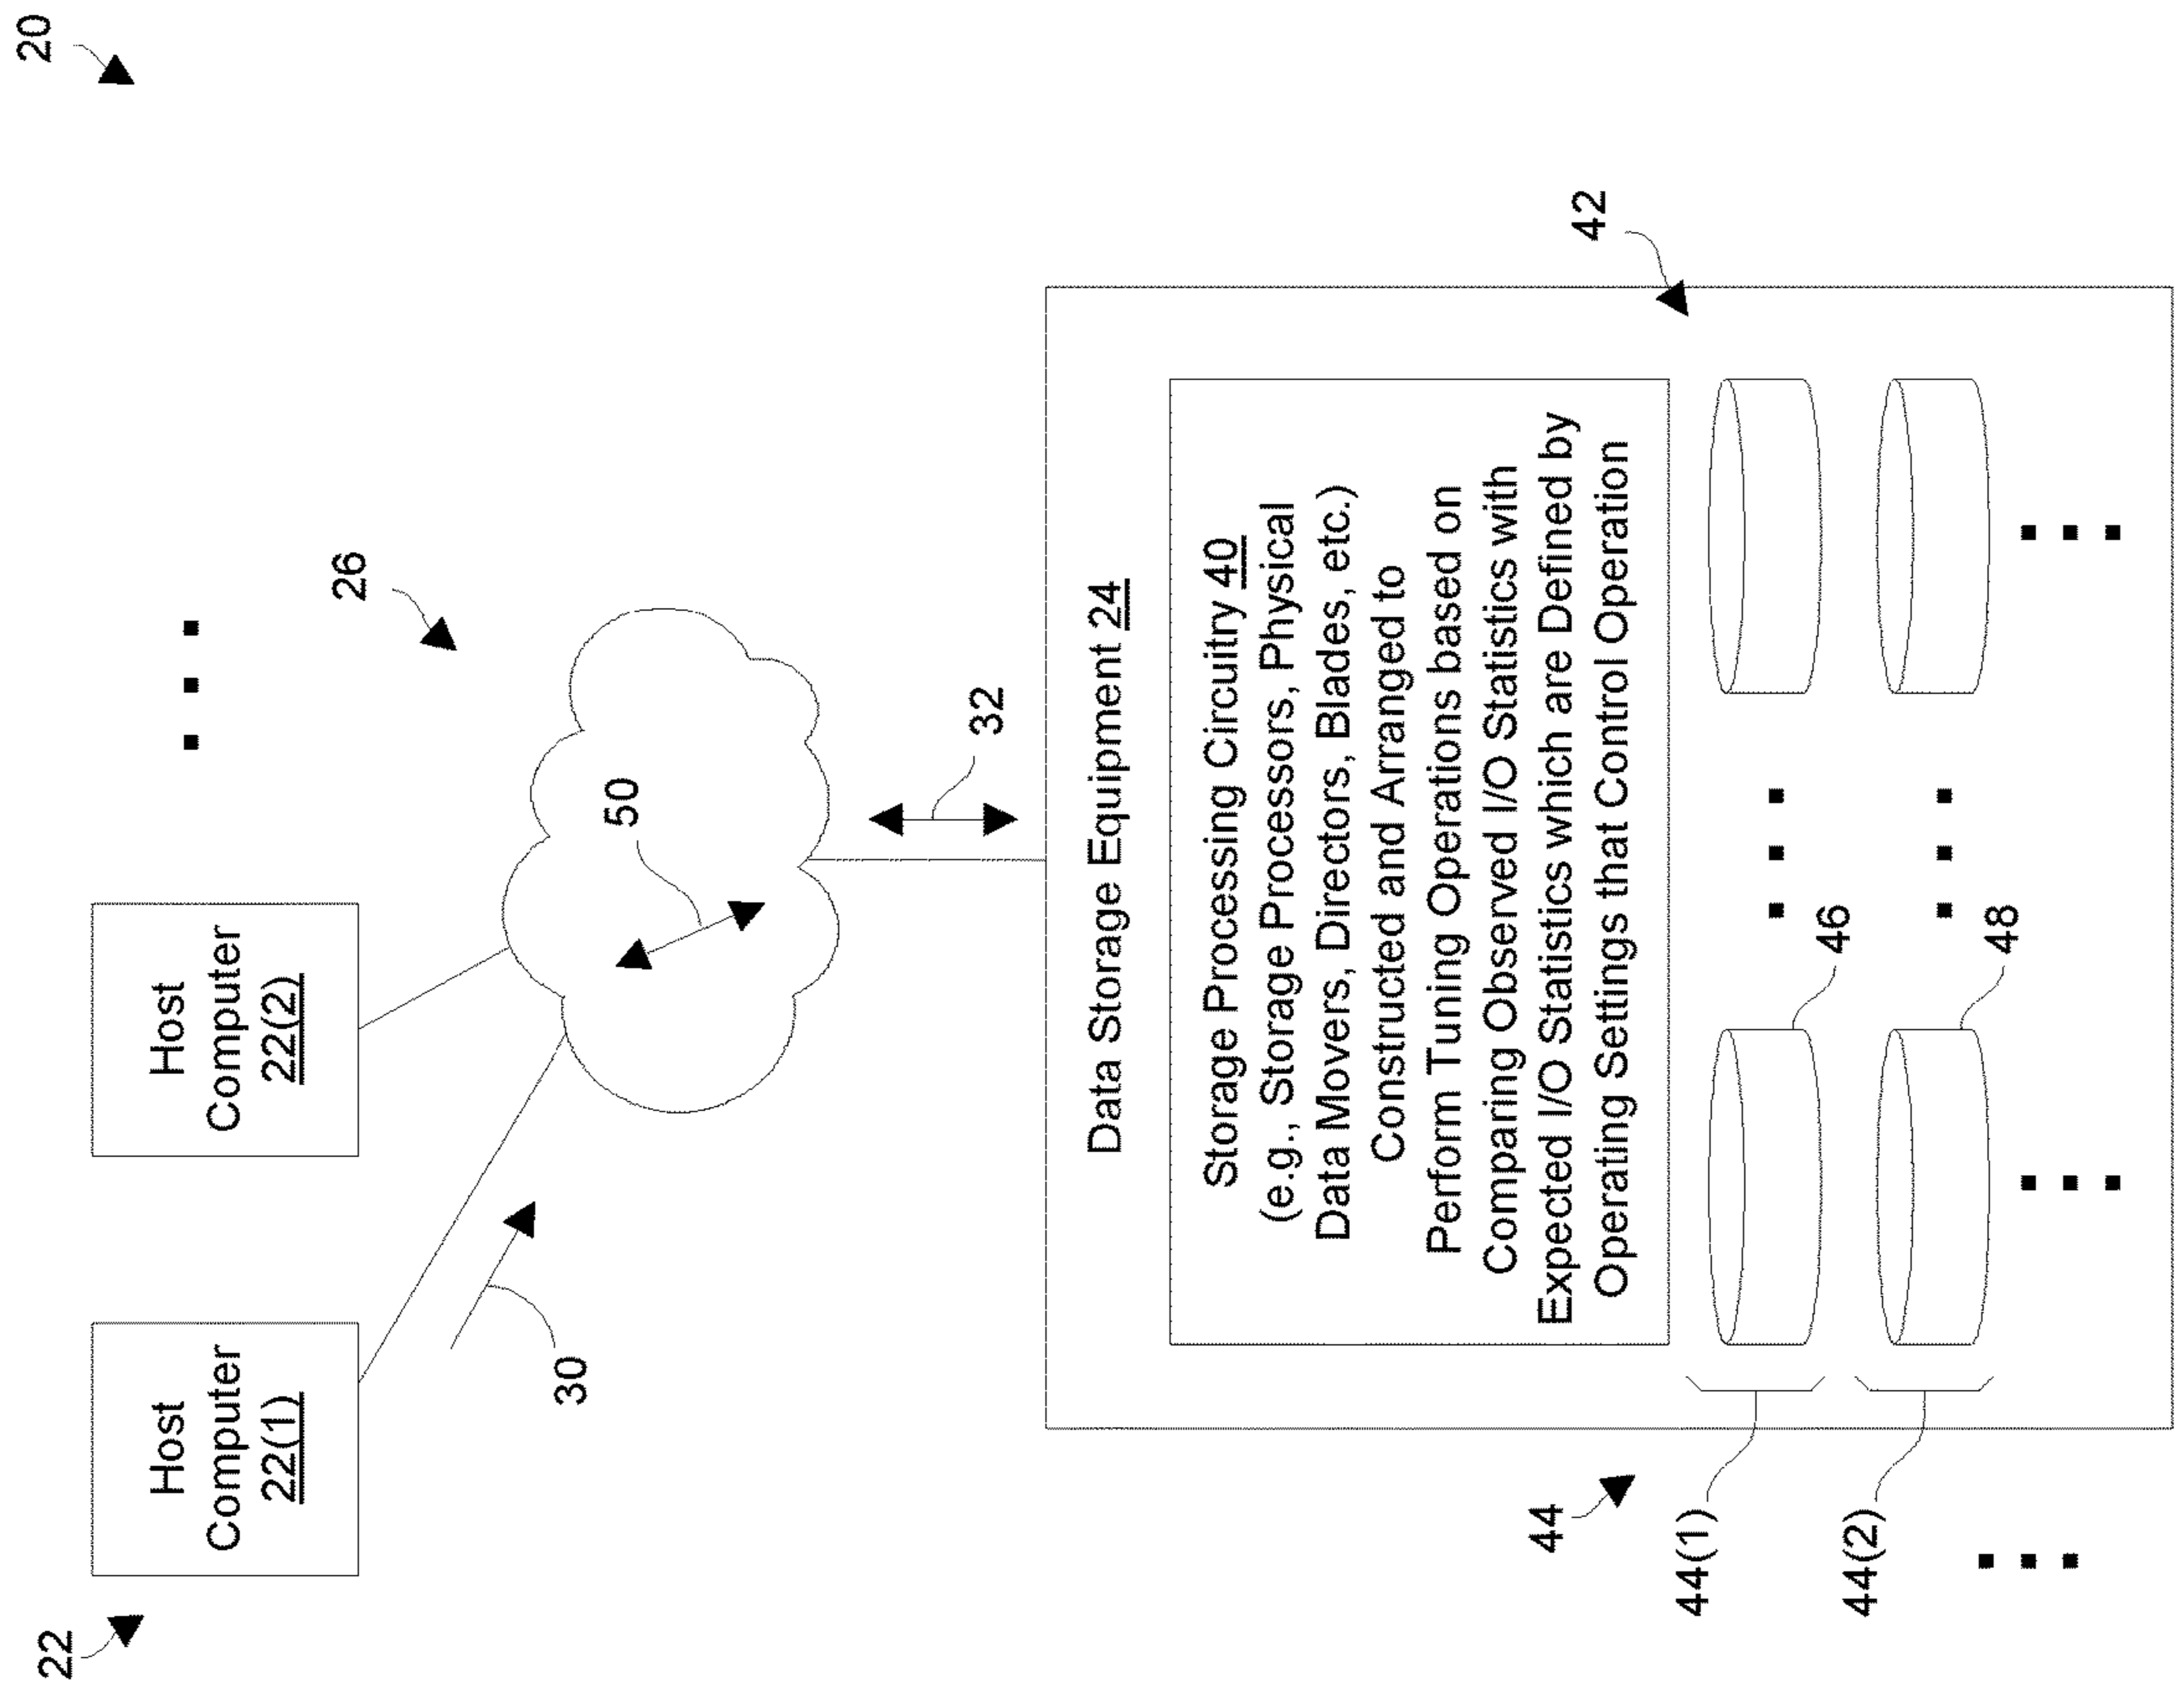 20
22
Host
Computer
22(1)
Host
Computer
22(2)
26
30
50
32
Data Storage Equipment 24
Storage Processing Circuitry 40
(e.g., Storage Processors, Physical
Data Movers, Directors, Blades, etc.)
Constructed and Arranged to
Perform Tuning Operations based on
Comparing Observed I/O Statistics with
Expected I/O Statistics which are Defined by
Operating Settings that Control Operation
42
44
44(1)
46
44(2)
48